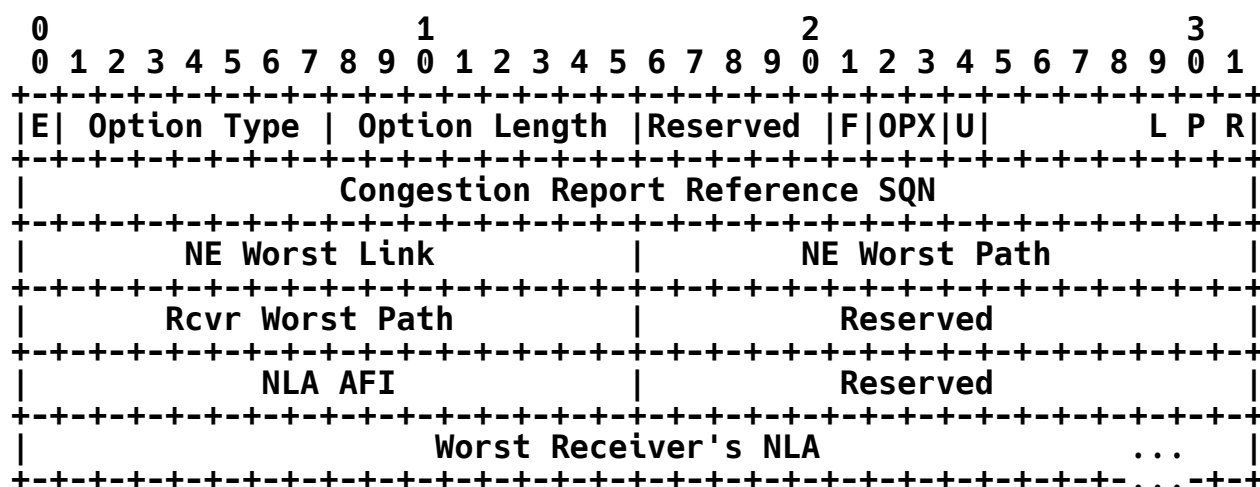 0                   1                   2                   3
 0 1 2 3 4 5 6 7 8 9 0 1 2 3 4 5 6 7 8 9 0 1 2 3 4 5 6 7 8 9 0 1
+-+-+-+-+-+-+-+-+-+-+-+-+-+-+-+-+-+-+-+-+-+-+-+-+-+-+-+-+-+-+-+-+
|E| Option Type | Option Length |Reserved |F|OPX|U|        L P R|
+-+-+-+-+-+-+-+-+-+-+-+-+-+-+-+-+-+-+-+-+-+-+-+-+-+-+-+-+-+-+-+-+
|                Congestion Report Reference SQN                |
+-+-+-+-+-+-+-+-+-+-+-+-+-+-+-+-+-+-+-+-+-+-+-+-+-+-+-+-+-+-+-+-+
|        NE Worst Link          |        NE Worst Path          |
+-+-+-+-+-+-+-+-+-+-+-+-+-+-+-+-+-+-+-+-+-+-+-+-+-+-+-+-+-+-+-+-+
|       Rcvr Worst Path         |          Reserved             |
+-+-+-+-+-+-+-+-+-+-+-+-+-+-+-+-+-+-+-+-+-+-+-+-+-+-+-+-+-+-+-+-+
|            NLA AFI            |          Reserved             |
+-+-+-+-+-+-+-+-+-+-+-+-+-+-+-+-+-+-+-+-+-+-+-+-+-+-+-+-+-+-+-+-+
|                     Worst Receiver's NLA                ...   |
+-+-+-+-+-+-+-+-+-+-+-+-+-+-+-+-+-+-+-+-+-+-+-+-+-+-+-+-+-...-+-+